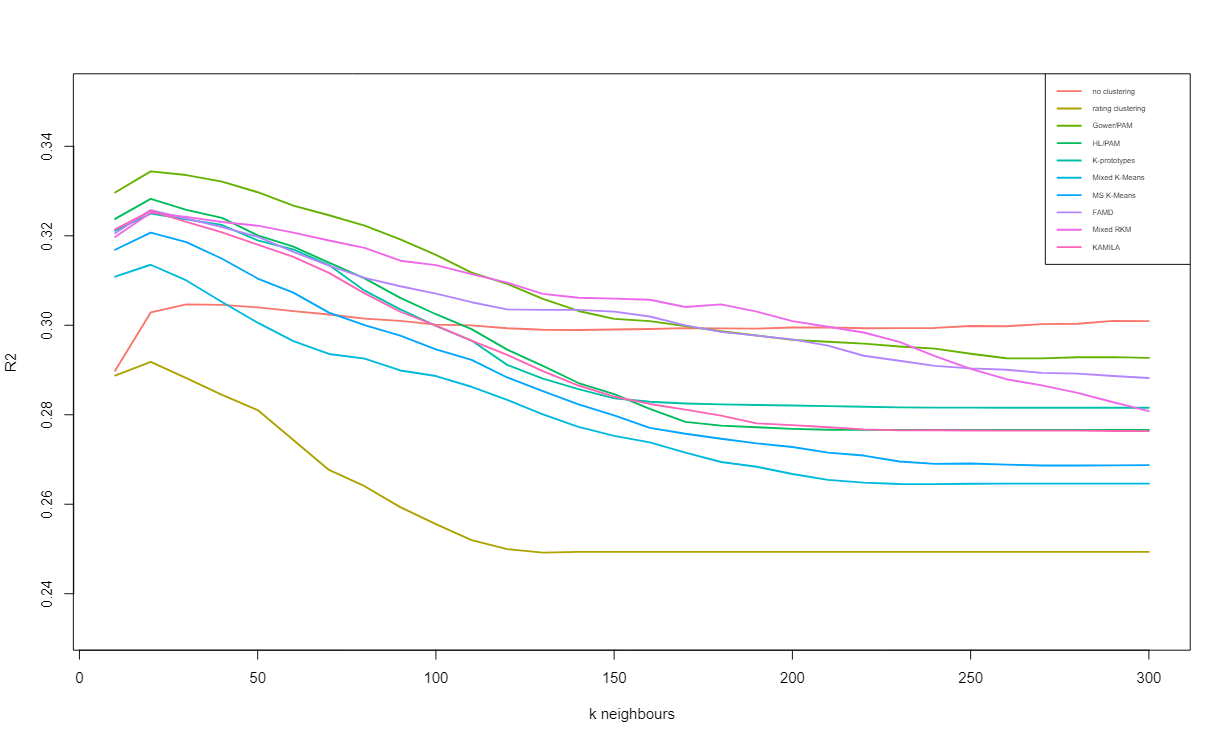 no clustering
rating clustering
Gower/PAM
HL/PAM
K-prototypes
Mixed K-Means
MS K-Means
FAMD
Mixed RKM
KAMILA
R2
0.34
0.32
0.30
0.28
0.26
0.24
0 50 100 150 200 250 300
k neighbours